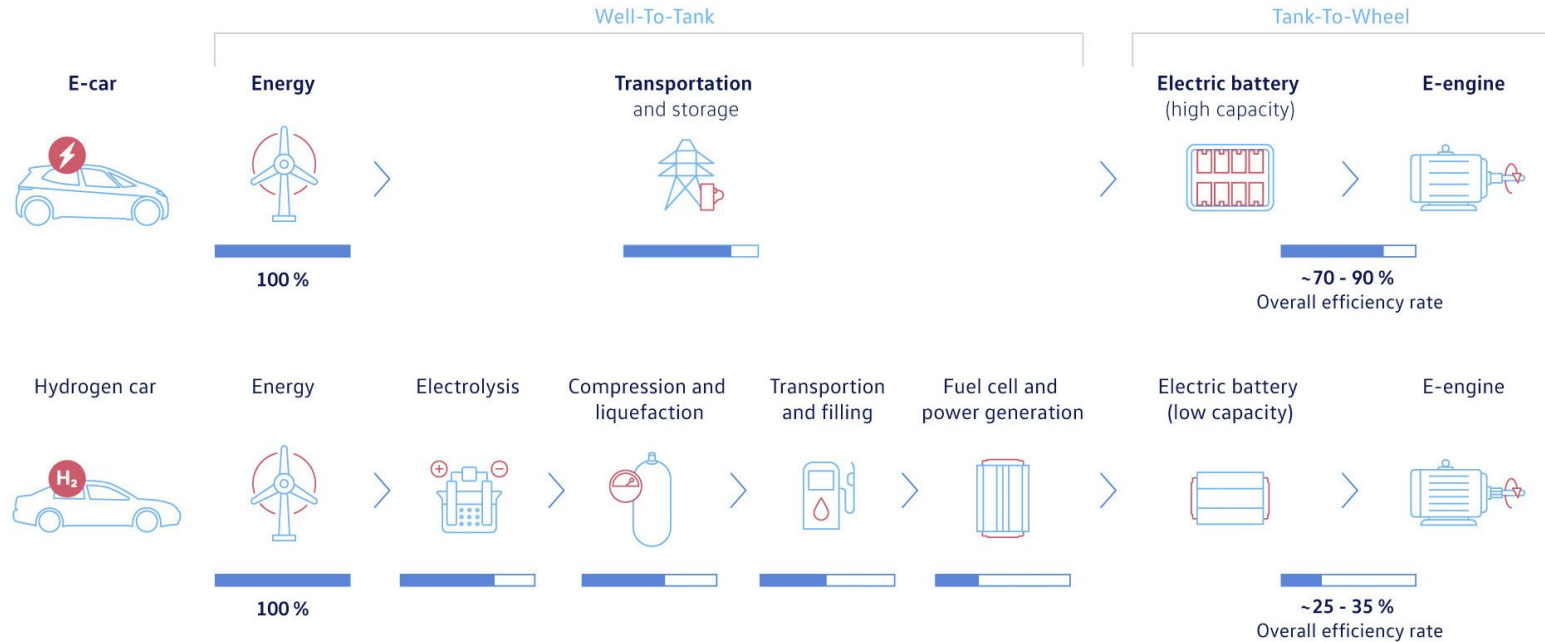 Well-To-Tank
Tank-To-Wheel
E-car
Energy
Transportation
and storage
Electric battery
(high capacity)
E-engine
100 %
~70 - 90 %
Overall efficiency rate
Hydrogen car
Energy
Electrolysis
Compression and
liquefaction
Transportion
and filling
Fuel cell and
power generation
Electric battery
(low capacity)
E-engine
H₂
+
−
100 %
~25 - 35 %
Overall efficiency rate